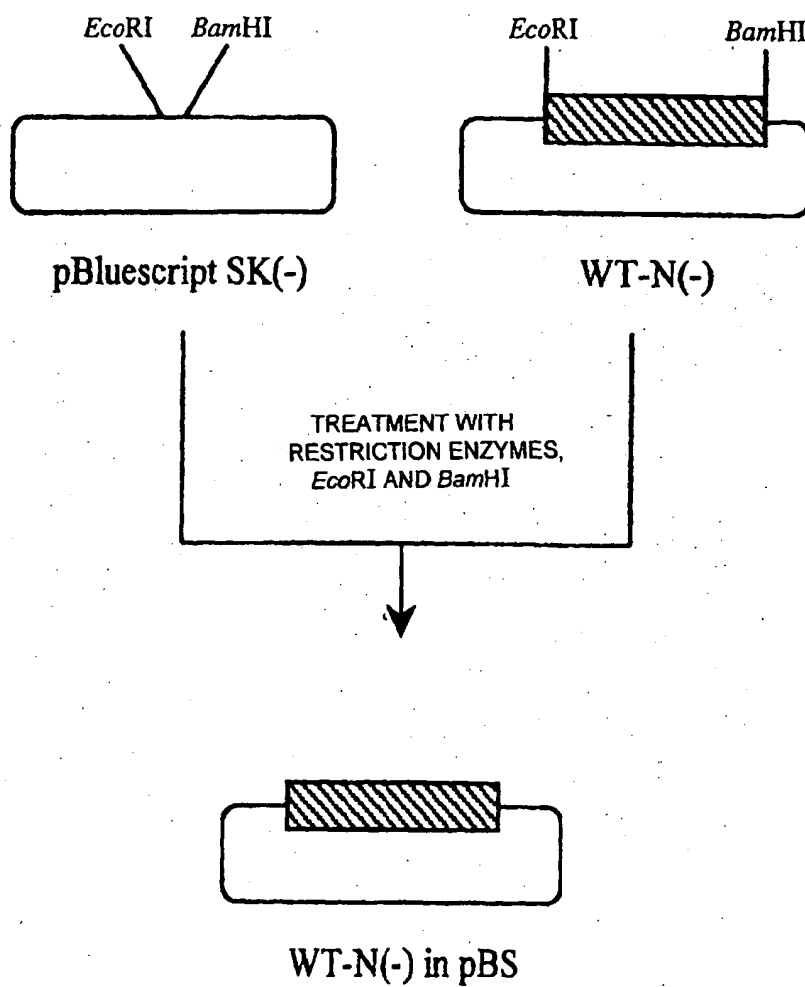 EcoRI BamHI
EcoRI BamHI
pBluescript SK(-)
WT-N(-)
TREATMENT WITH
RESTRICTION ENZYMES,
EcoRI AND BamHI
WT-N(-) in pBS